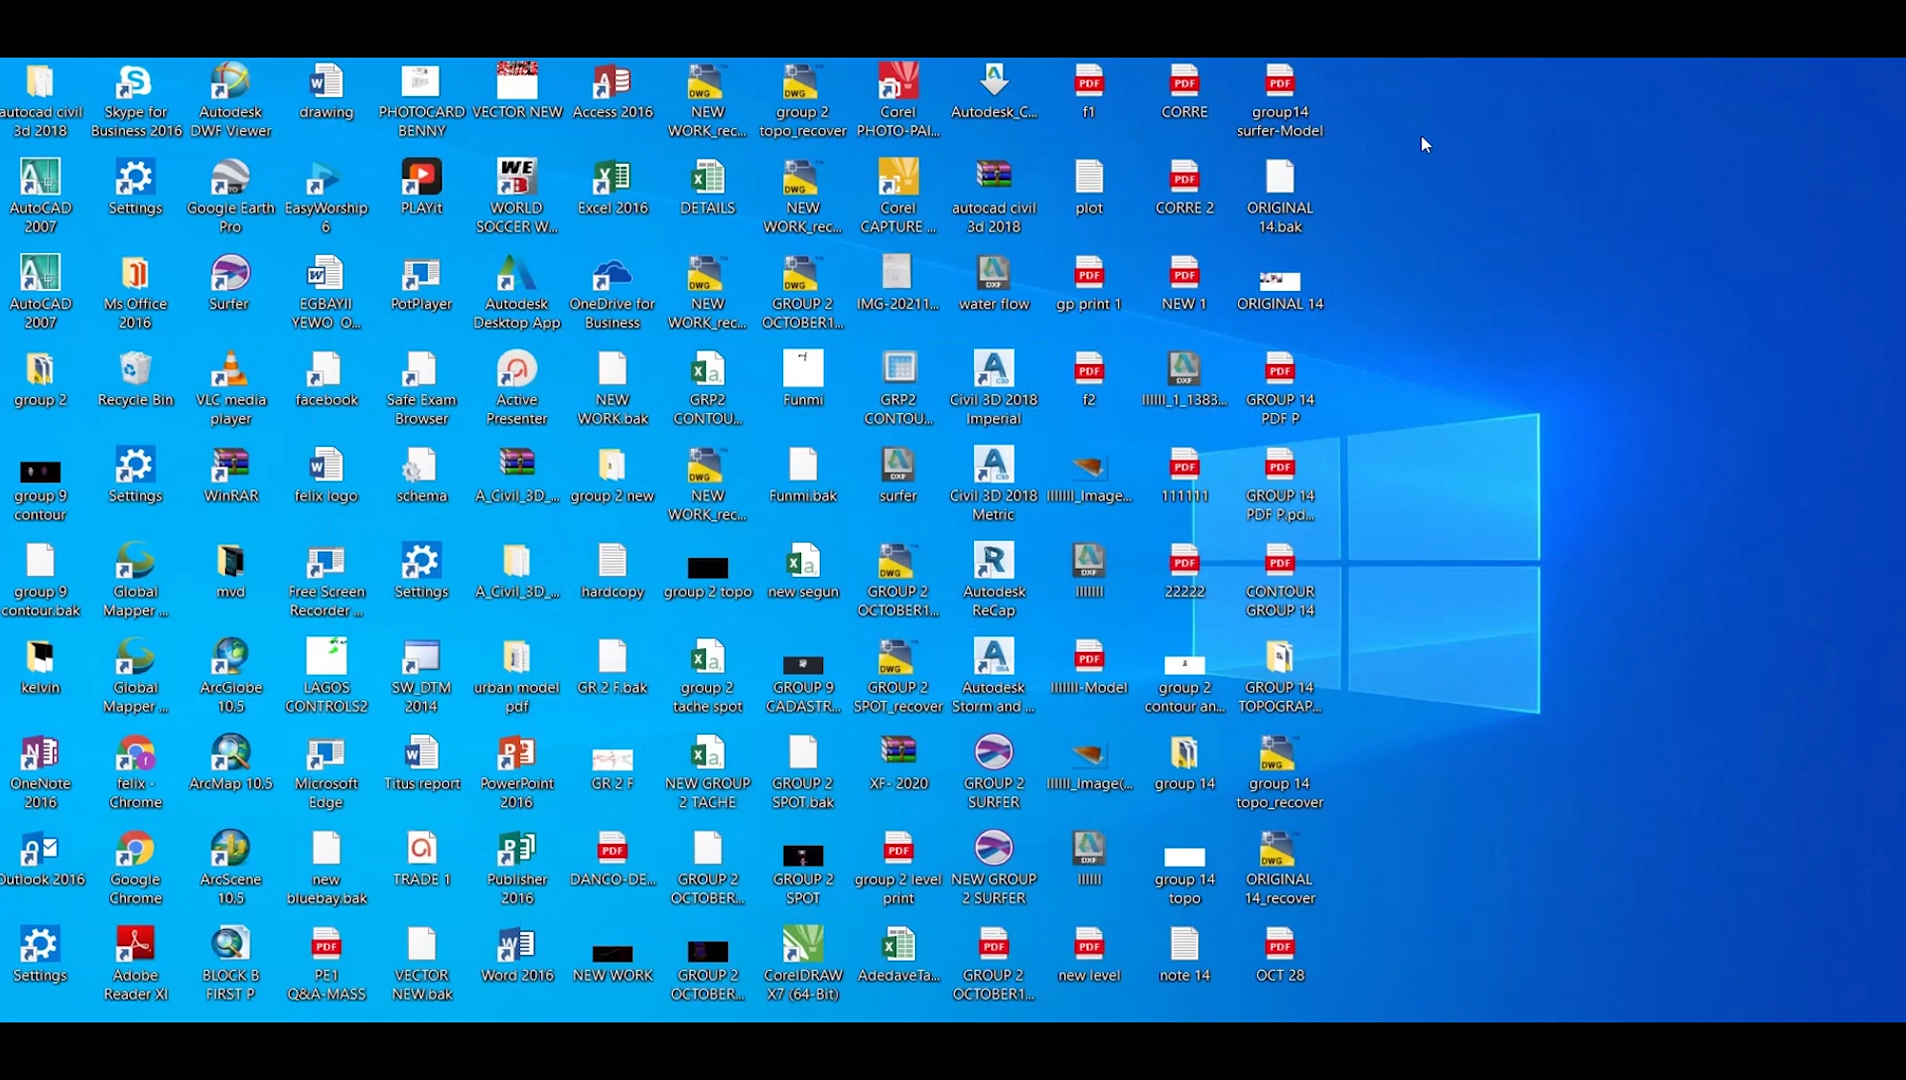 autocad civil
3d 2018
Skype for
Business 2016
Autodesk
DWF Viewer
drawing
PHOTOCARD
BENNY
VECTOR NEW
Access 2016
NEW
WORK_rec...
group 2
topo_recover
Corel
PHOTO-PAI...
Autodesk_C...
f1
CORRE
group14
surfer-Model
AutoCAD
2007
Settings
Google Earth
Pro
EasyWorship
6
PLAYit
WORLD
SOCCER W...
Excel 2016
DETAILS
NEW
WORK_rec...
Corel
CAPTURE ...
autocad civil
3d 2018
plot
CORRE 2
ORIGINAL
14.bak
AutoCAD
2007
Ms Office
2016
Surfer
EGBAYII
YEWO O...
PotPlayer
Autodesk
Desktop App
OneDrive for
Business
NEW
WORK_rec...
GROUP 2
OCTOBER1...
IMG-20211...
water flow
gp print 1
NEW 1
ORIGINAL 14
group 2
Recycle Bin
VLC media
player
facebook
Safe Exam
Browser
Active
Presenter
NEW
WORK.bak
GRP2
CONTOU...
Funmi
GRP2
CONTOU...
Civil 3D 2018
Imperial
f2
llllll_1_1383...
GROUP 14
PDF P
group 9
contour
Settings
WinRAR
felix logo
schema
A_Civil_3D_...
group 2 new
NEW
WORK_rec...
Funmi.bak
surfer
Civil 3D 2018
Metric
lllllll_Image...
111111
GROUP 14
PDF P.pd...
group 9
contour.bak
Global
Mapper ...
mvd
Free Screen
Recorder ...
Settings
A_Civil_3D_...
hardcopy
group 2 topo
new segun
GROUP 2
OCTOBER1...
Autodesk
ReCap
lllllll
22222
CONTOUR
GROUP 14
kelvin
Global
Mapper ...
ArcGlobe
10.5
LAGOS
CONTROLS2
SW_DTM
2014
urban model
pdf
GR 2 F.bak
group 2
tache spot
GROUP 9
CADASTR...
GROUP 2
SPOT_recover
Autodesk
Storm and ...
lllllll-Model
group 2
contour an...
GROUP 14
TOPOGRAP...
OneNote
2016
felix -
Chrome
ArcMap 10.5
Microsoft
Edge
Titus report
PowerPoint
2016
GR 2 F
NEW GROUP
2 TACHE
GROUP 2
SPOT.bak
XF- 2020
GROUP 2
SURFER
llllll_Image(...
group 14
group 14
topo_recover
Outlook 2016
Google
Chrome
ArcScene
10.5
new
bluebay.bak
TRADE 1
Publisher
2016
DANCO-DE...
GROUP 2
OCTOBER...
GROUP 2
SPOT
group 2 level
print
NEW GROUP
2 SURFER
llllll
group 14
topo
ORIGINAL
14_recover
Settings
Adobe
Reader XI
BLOCK B
FIRST P
PE1
Q&A-MASS
VECTOR
NEW.bak
Word 2016
NEW WORK
GROUP 2
OCTOBER...
CorelDRAW
X7 (64-Bit)
AdedaveTa...
GROUP 2
OCTOBER1...
new level
note 14
OCT 28